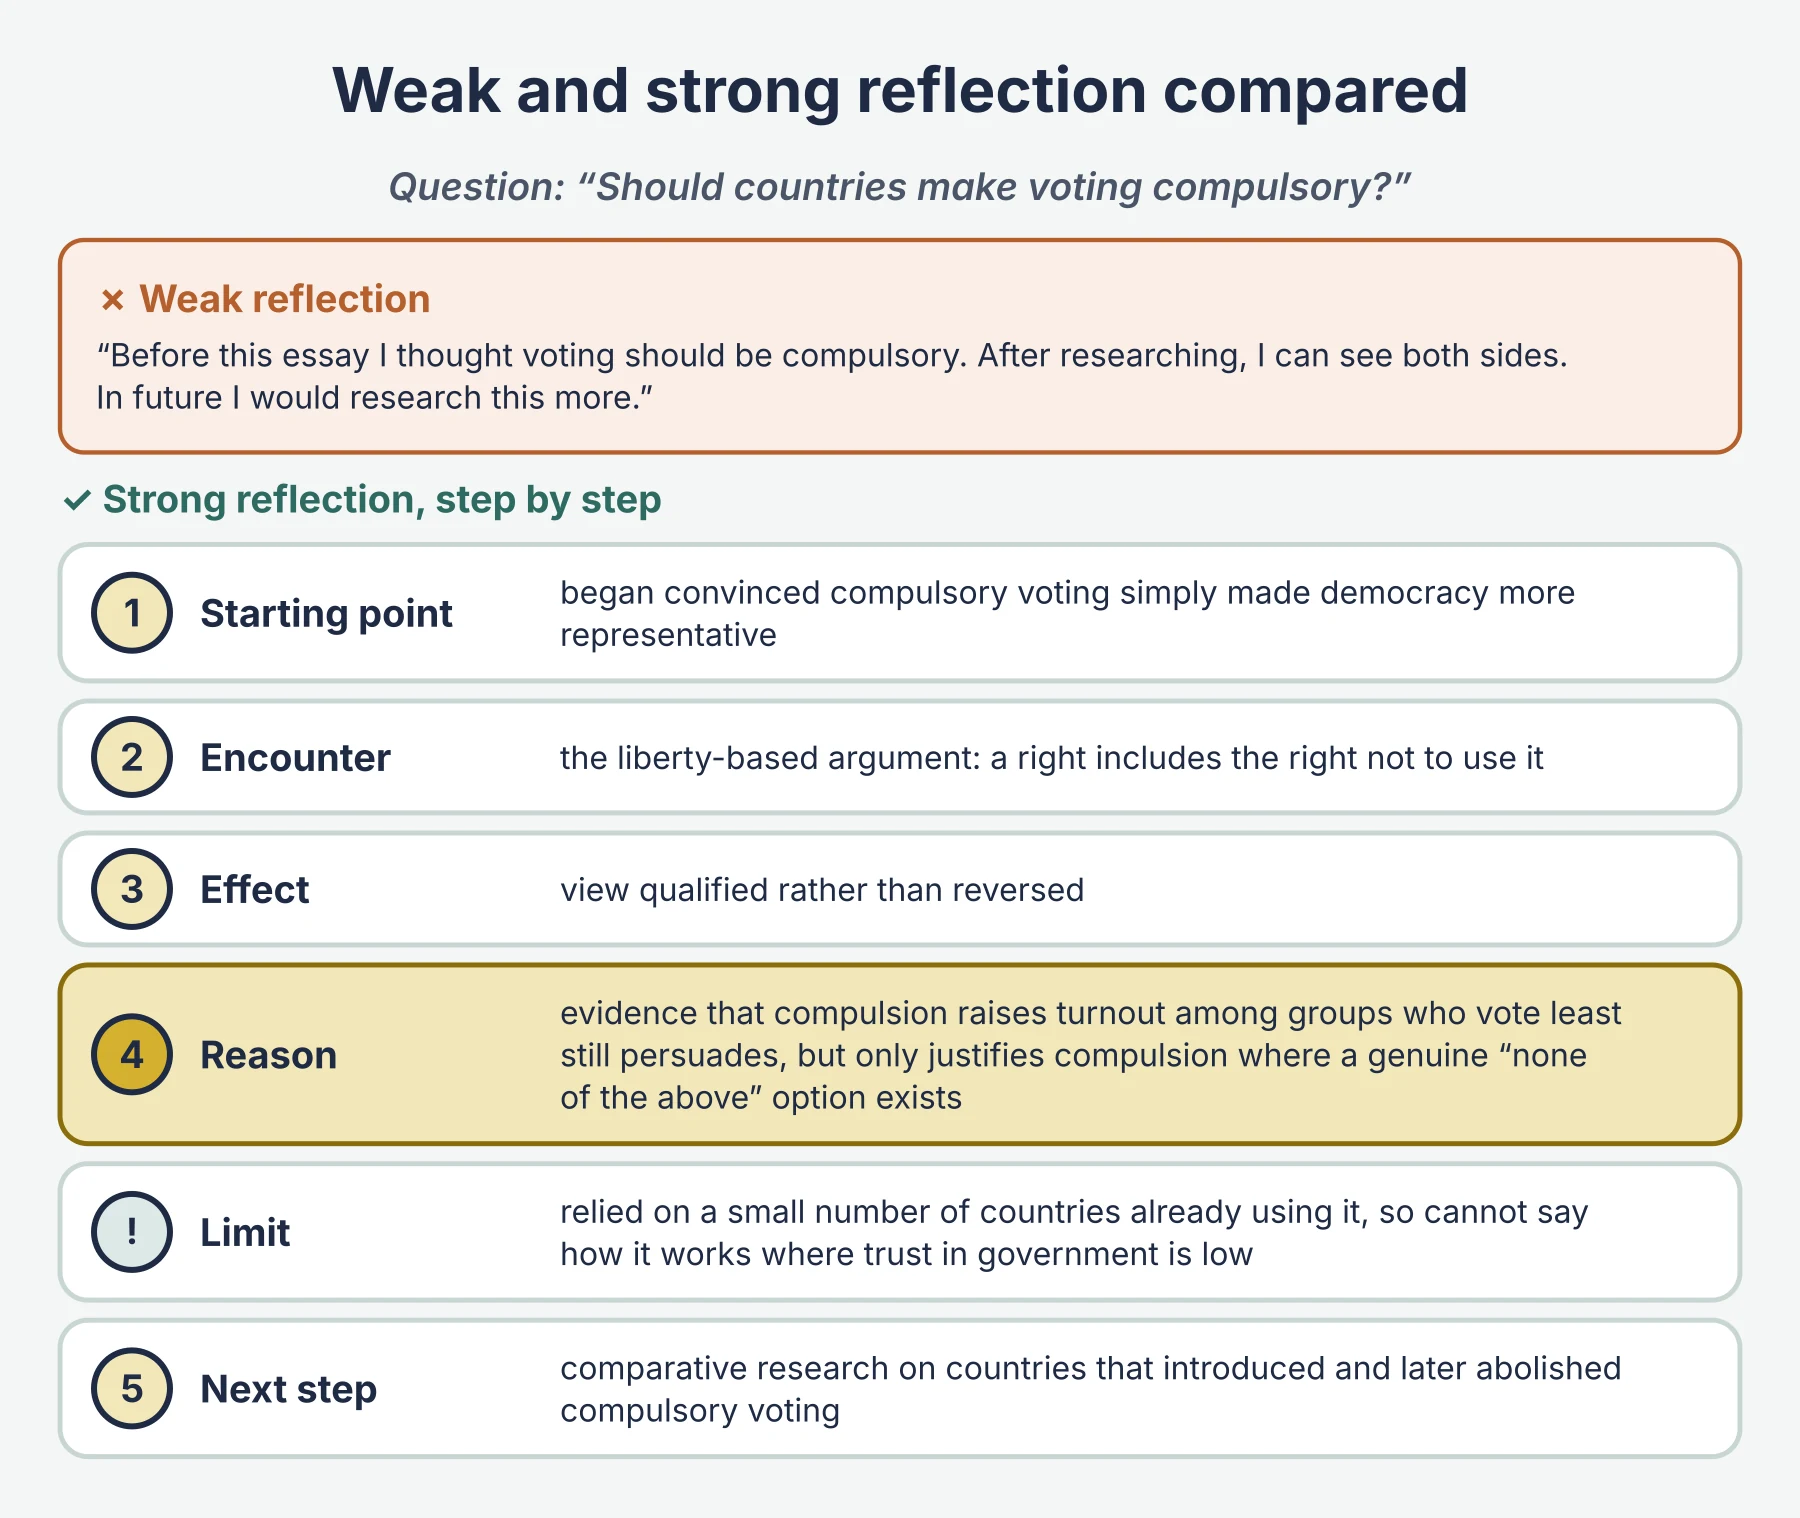 Weak and strong reflection compared
Question: “Should countries make voting compulsory?”
× Weak reflection
“Before this essay I thought voting should be compulsory. After researching, I can see both sides.
In future I would research this more.”
✓ Strong reflection, step by step
1 Starting point
began convinced compulsory voting simply made democracy more
representative
2 Encounter
the liberty-based argument: a right includes the right not to use it
3 Effect
view qualified rather than reversed
4 Reason
evidence that compulsion raises turnout among groups who vote least
still persuades, but only justifies compulsion where a genuine “none
of the above” option exists
! Limit
relied on a small number of countries already using it, so cannot say
how it works where trust in government is low
5 Next step
comparative research on countries that introduced and later abolished
compulsory voting